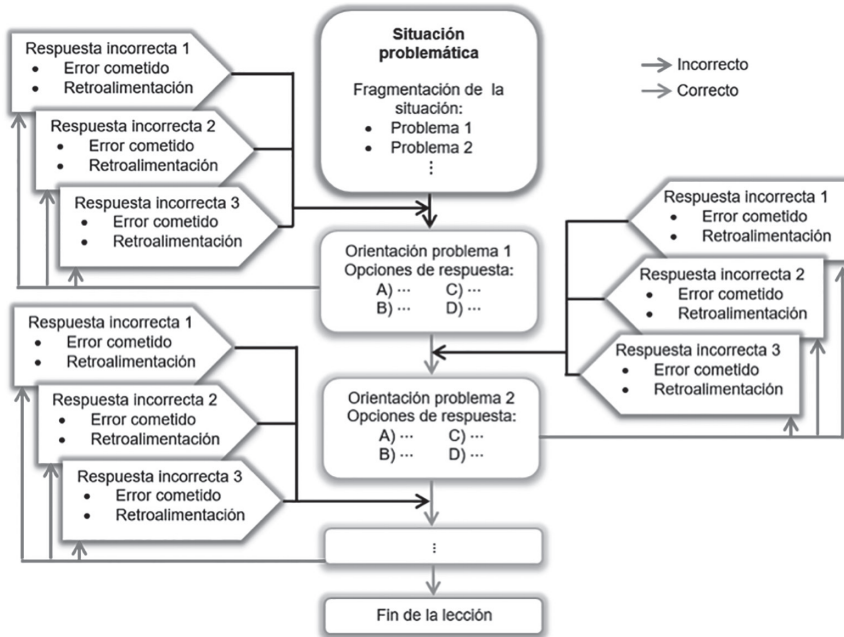 Situación
problemática
Fragmentación de la
situación:
• Problema 1
• Problema 2
⋮
Incorrecto
Correcto
Respuesta incorrecta 1
• Error cometido
• Retroalimentación
Respuesta incorrecta 2
• Error cometido
• Retroalimentación
Respuesta incorrecta 3
• Error cometido
• Retroalimentación
Orientación problema 1
Opciones de respuesta:
A) ··· C) ···
B) ··· D) ···
Respuesta incorrecta 1
• Error cometido
• Retroalimentación
Respuesta incorrecta 2
• Error cometido
• Retroalimentación
Respuesta incorrecta 3
• Error cometido
• Retroalimentación
Orientación problema 2
Opciones de respuesta:
A) ··· C) ···
B) ··· D) ···
Respuesta incorrecta 1
• Error cometido
• Retroalimentación
Respuesta incorrecta 2
• Error cometido
• Retroalimentación
Respuesta incorrecta 3
• Error cometido
• Retroalimentación
⋮
Fin de la lección